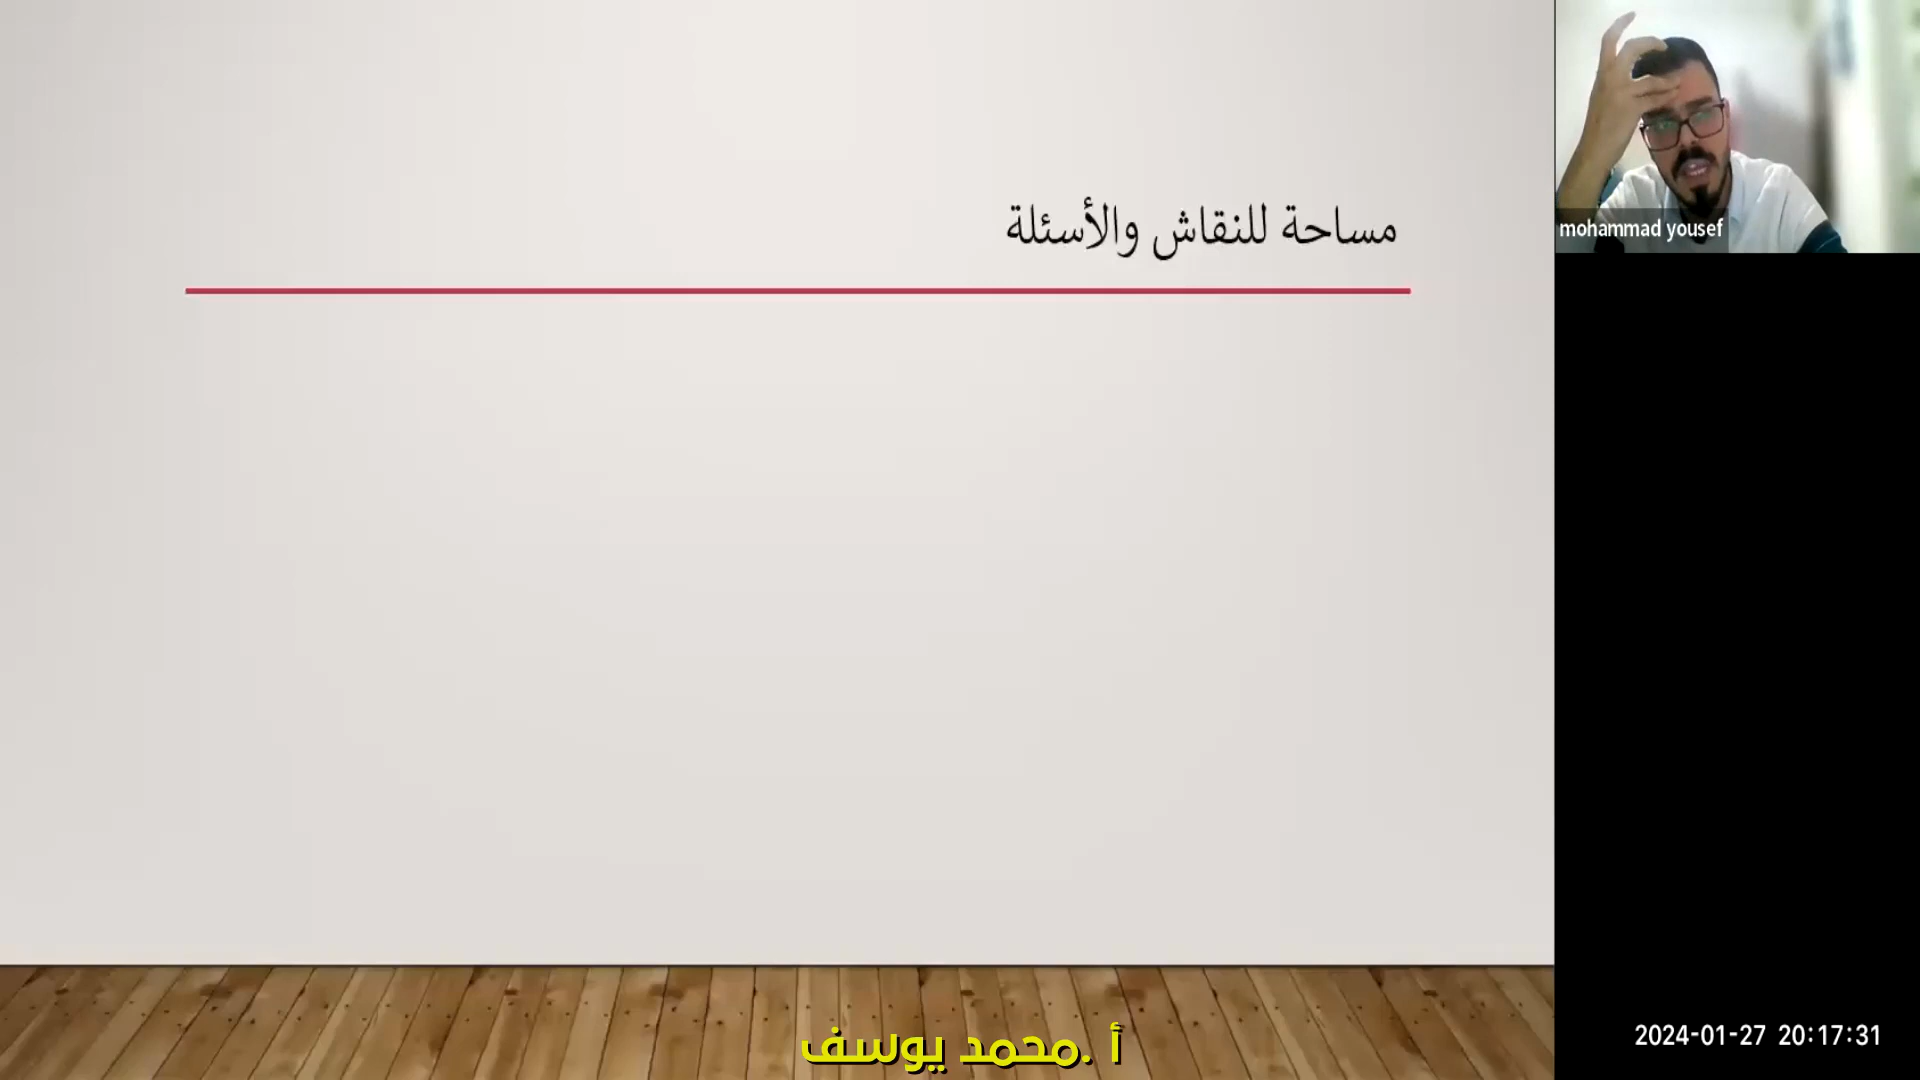 مساحة للنقاش والأسئلة
mohammad yousef
أ .محمد يوسف
2024-01-27 20:17:31